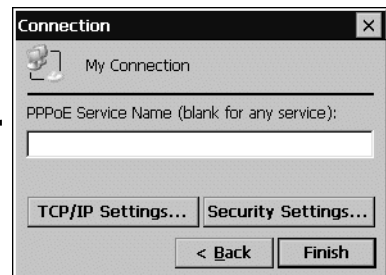 Connection
My Connection
PPPoE Service Name (blank for any service):
TCP/IP Settings... Security Settings...
< Back Finish